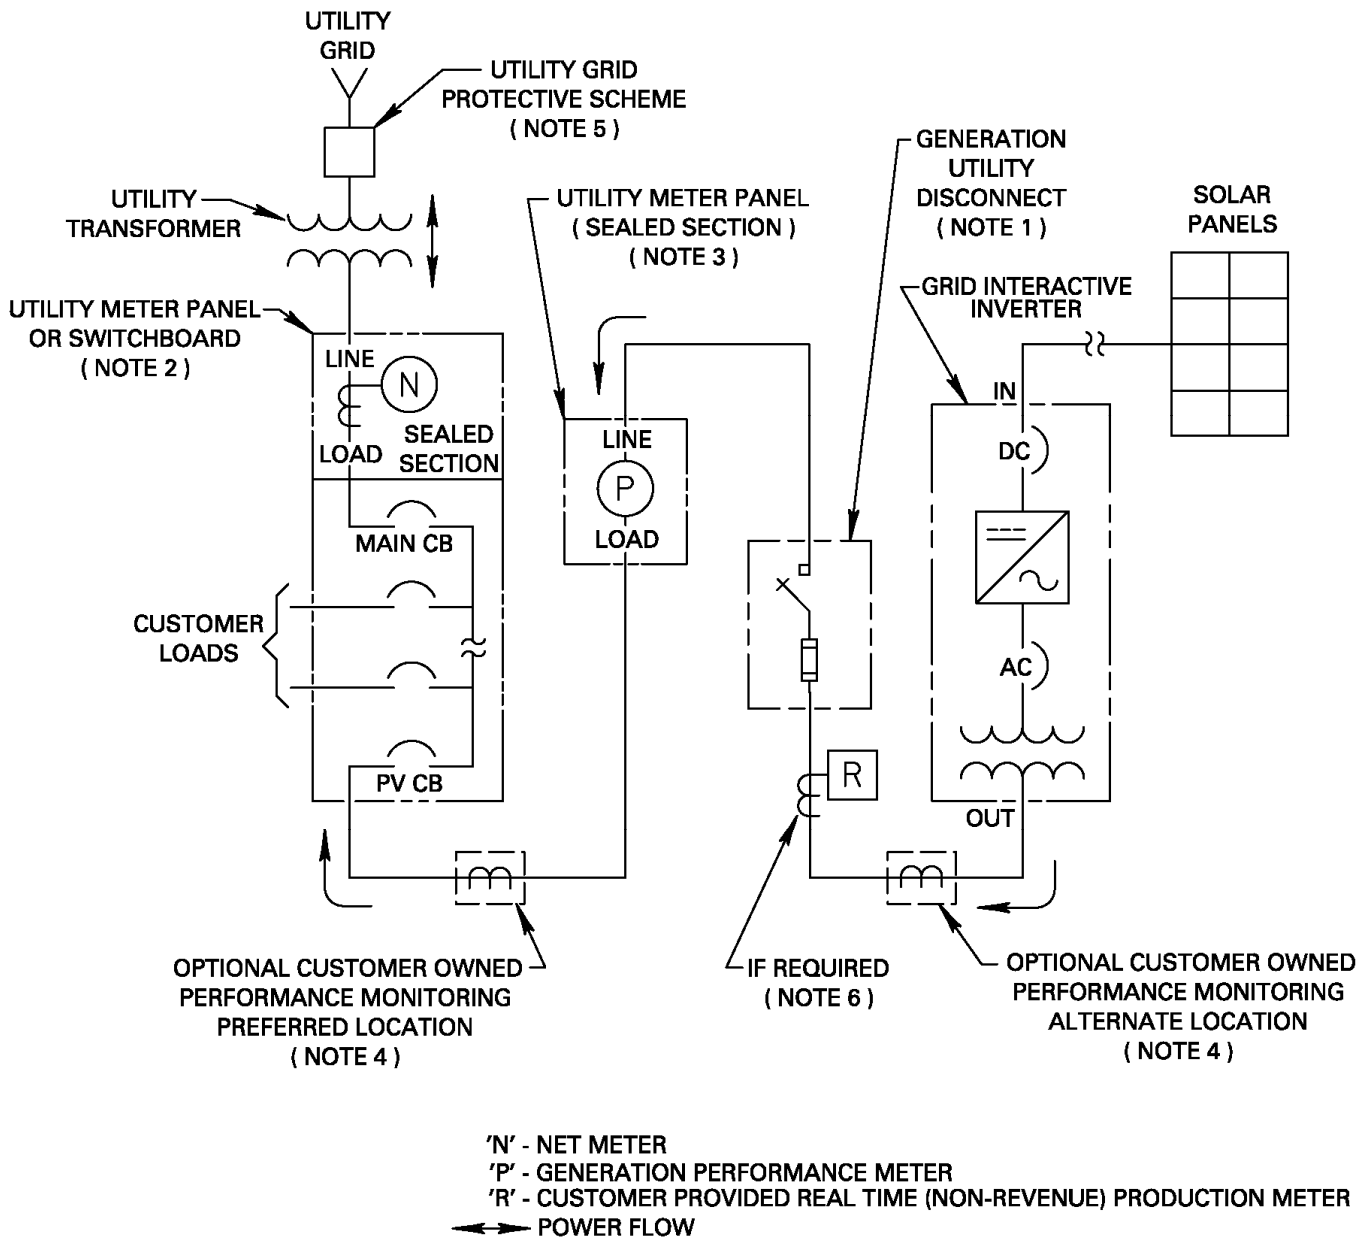 UTILITY
GRID
UTILITY GRID
PROTECTIVE SCHEME
( NOTE 5 )
GENERATION
UTILITY
DISCONNECT
( NOTE 1 )
UTILITY
TRANSFORMER
UTILITY METER PANEL
( SEALED SECTION )
( NOTE 3 )
SOLAR
PANELS
GRID INTERACTIVE
INVERTER
UTILITY METER PANEL
OR SWITCHBOARD
( NOTE 2 )
LINE
N
LOAD
SEALED
SECTION
MAIN CB
CUSTOMER
LOADS
PV CB
LINE
P
LOAD
IN
DC
AC
OUT
R
OPTIONAL CUSTOMER OWNED
PERFORMANCE MONITORING
PREFERRED LOCATION
( NOTE 4 )
IF REQUIRED
( NOTE 6 )
OPTIONAL CUSTOMER OWNED
PERFORMANCE MONITORING
ALTERNATE LOCATION
( NOTE 4 )
'N' - NET METER
'P' - GENERATION PERFORMANCE METER
'R' - CUSTOMER PROVIDED REAL TIME (NON-REVENUE) PRODUCTION METER
POWER FLOW